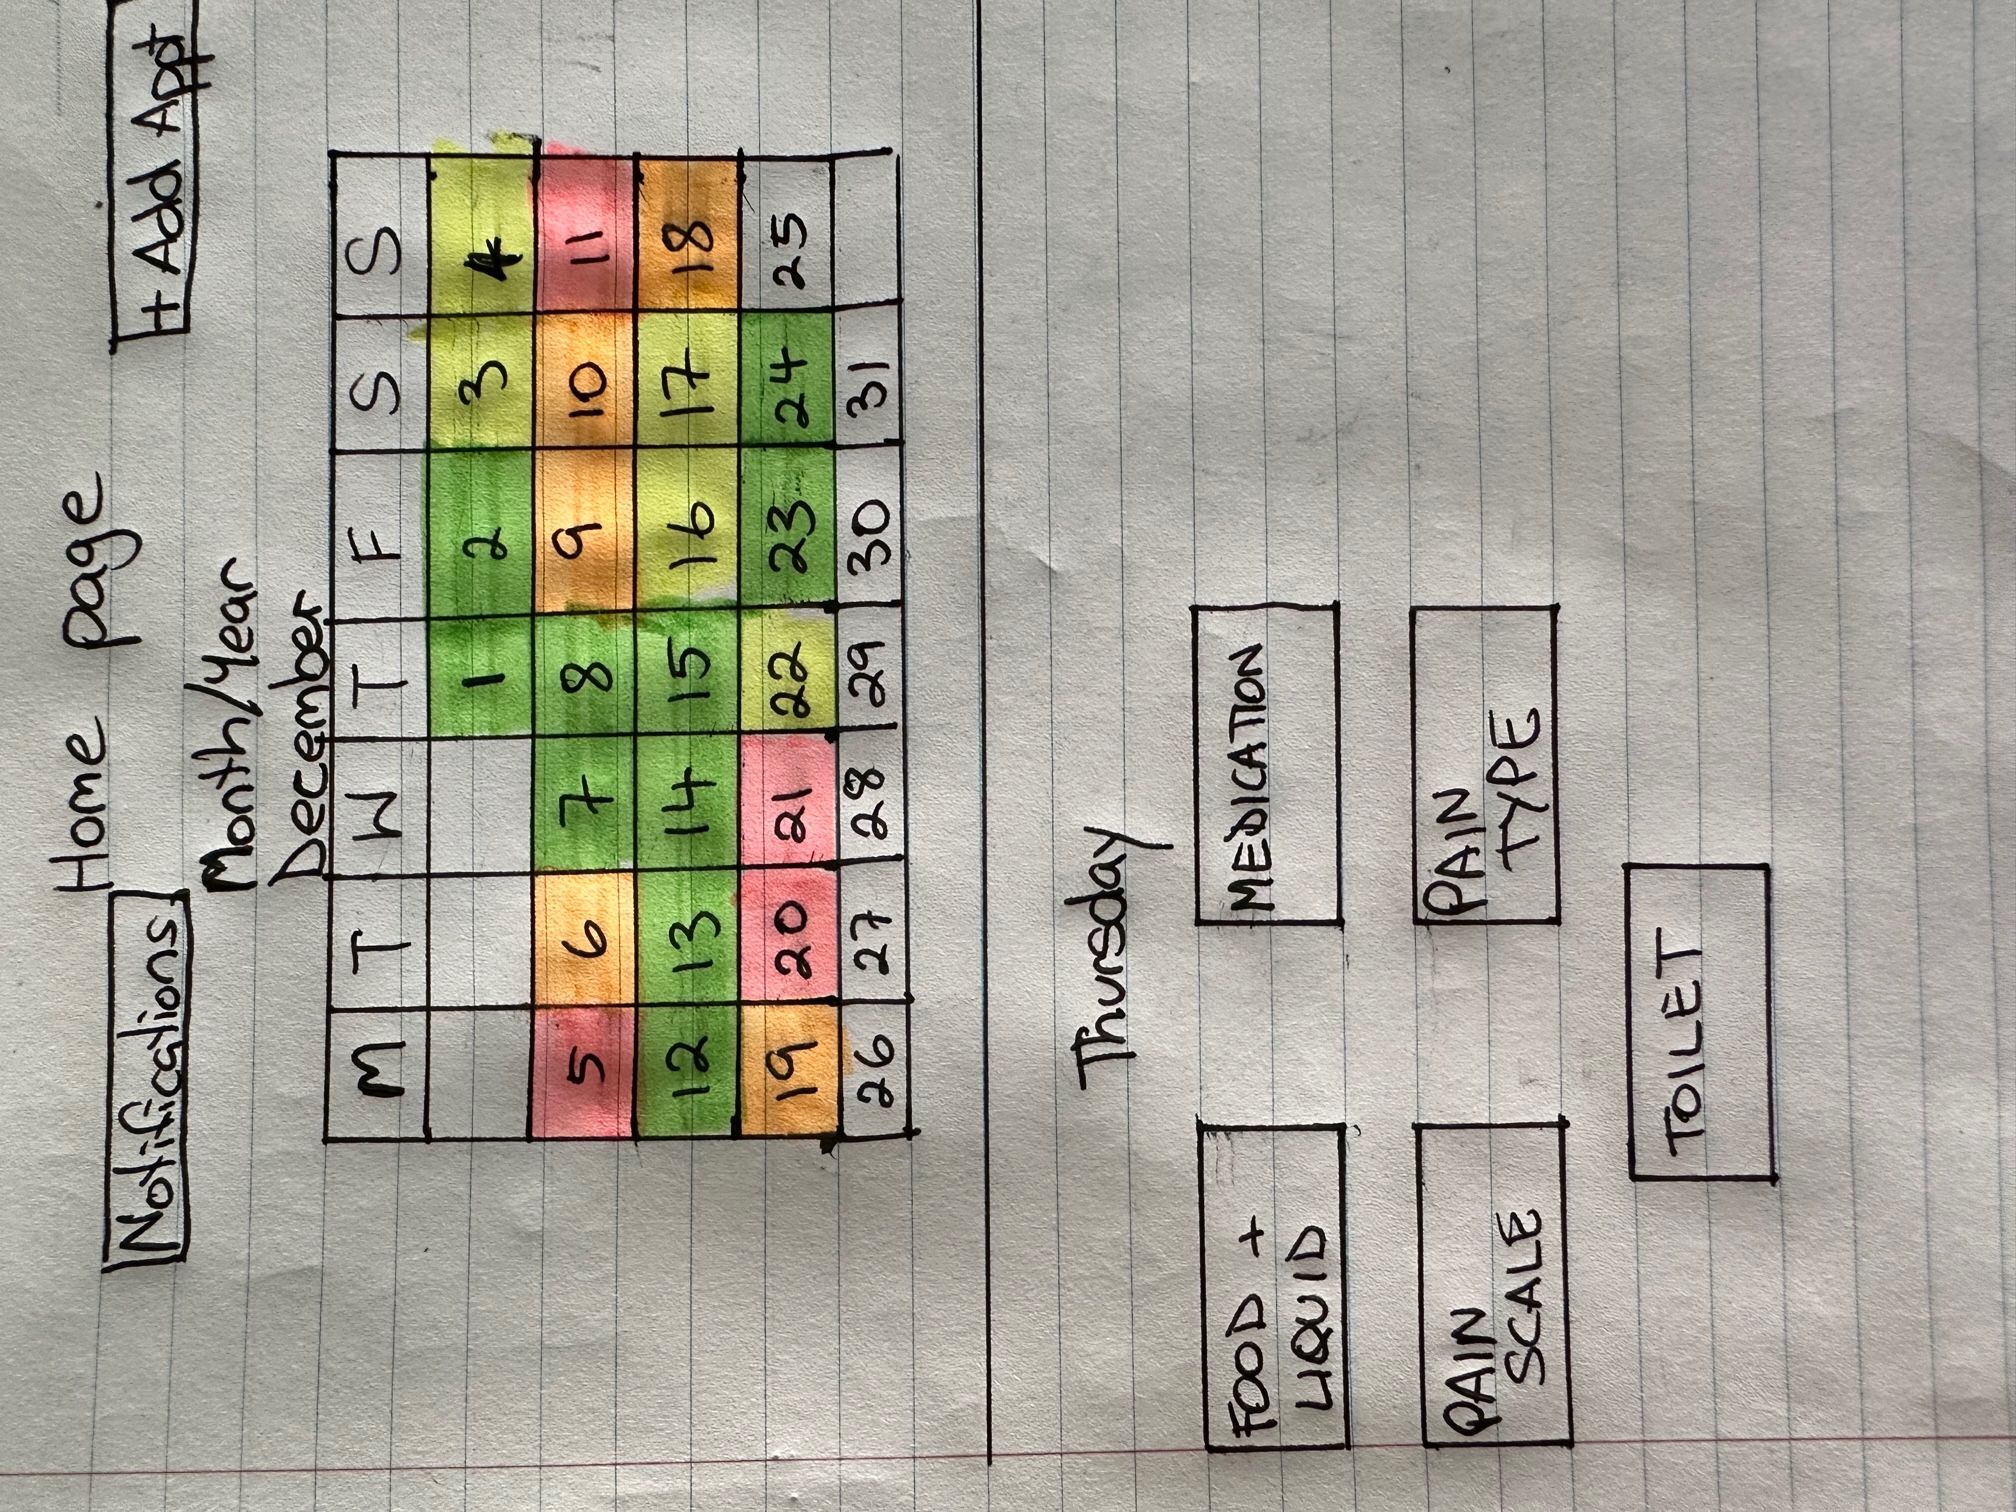 Home page
Notifications
+ Add Appt
Month/Year
December
M T W T F S S
1 2 3 4
5 6 7 8 9 10 11
12 13 14 15 16 17 18
19 20 21 22 23 24 25
26 27 28 29 30 31
Thursday
FOOD +
LIQUID
MEDICATION
PAIN
SCALE
PAIN
TYPE
TOILET